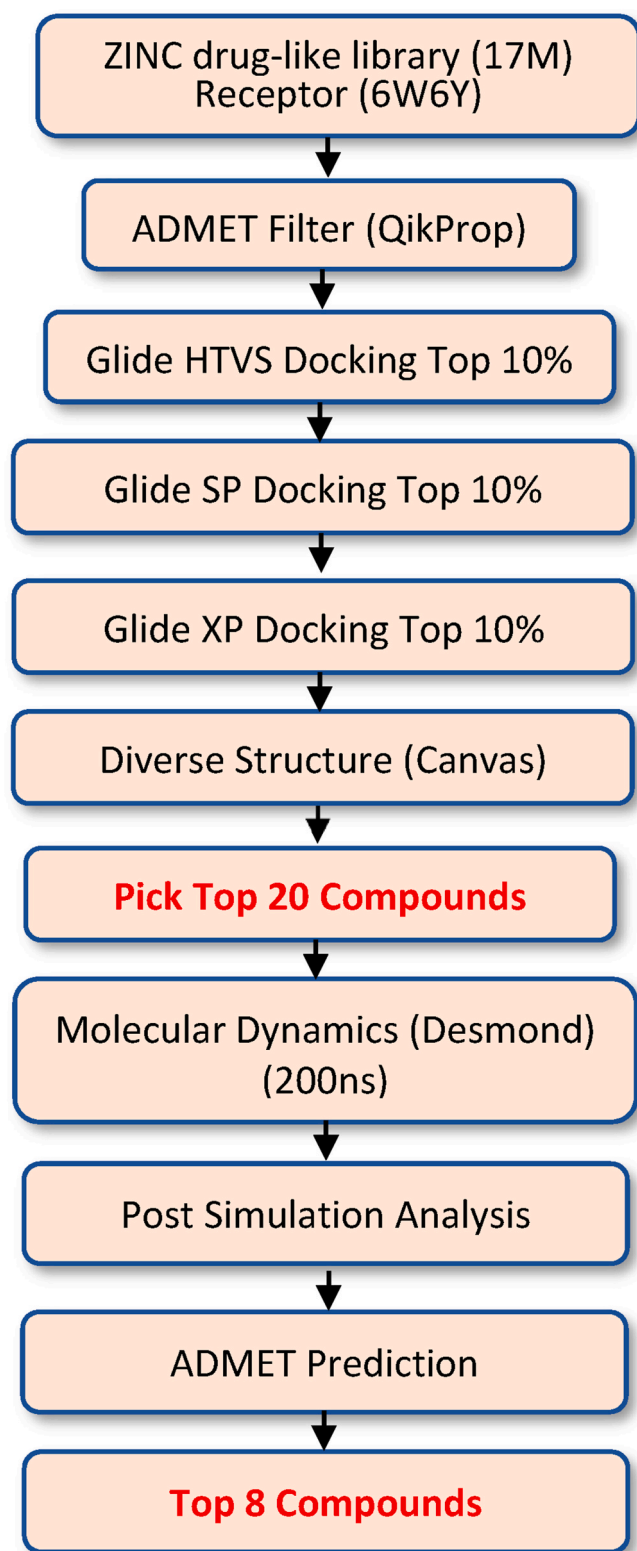 ZINC drug-like library (17M)
Receptor (6W6Y)
ADMET Filter (QikProp)
Glide HTVS Docking Top 10%
Glide SP Docking Top 10%
Glide XP Docking Top 10%
Diverse Structure (Canvas)
Pick Top 20 Compounds
Molecular Dynamics (Desmond)
(200ns)
Post Simulation Analysis
ADMET Prediction
Top 8 Compounds